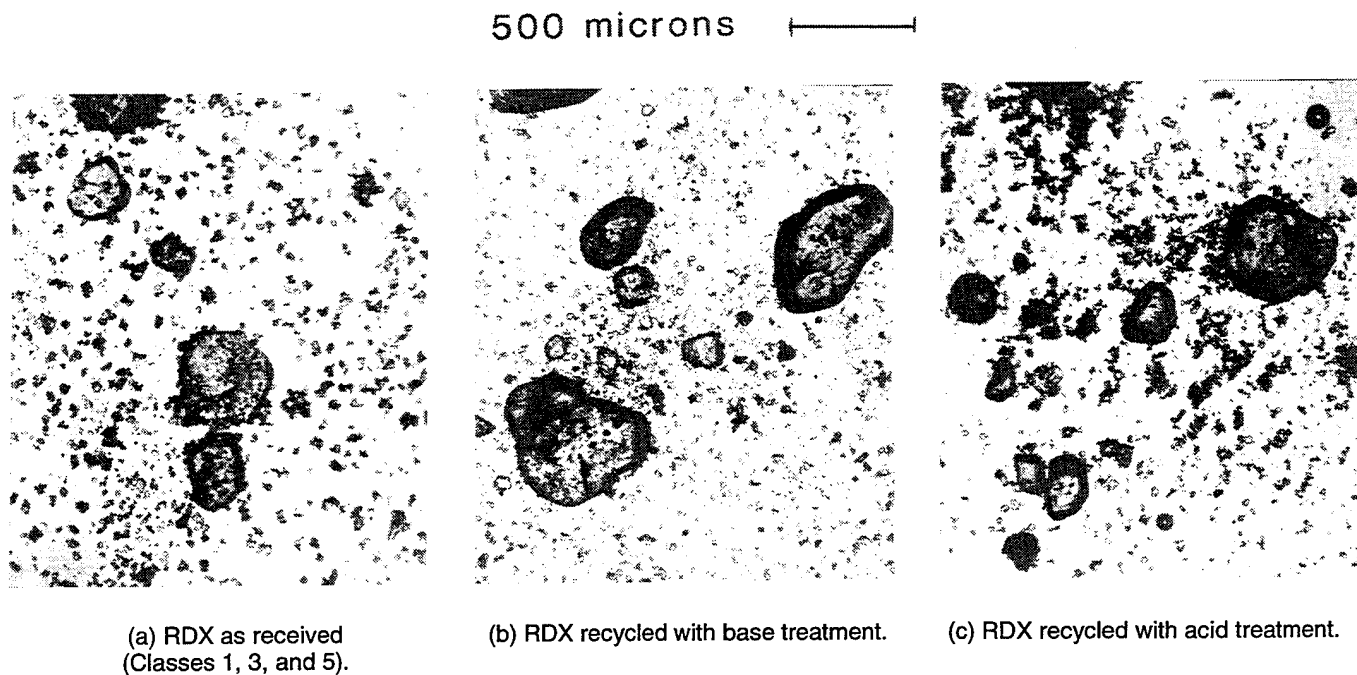 500 microns
(a) RDX as received
(Classes 1, 3, and 5).
(b) RDX recycled with base treatment.
(c) RDX recycled with acid treatment.